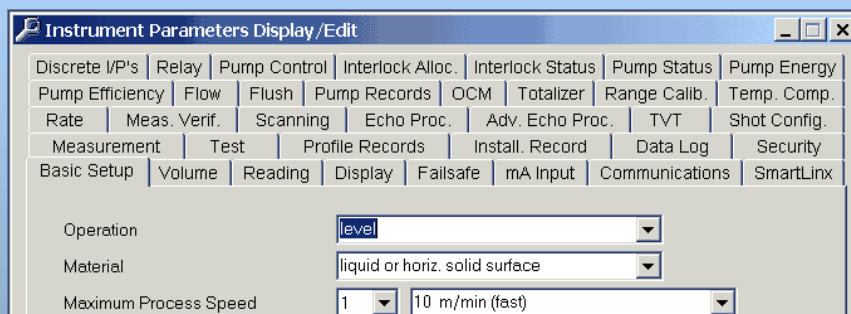 Instrument Parameters Display/Edit
Discrete I/P's Relay Pump Control Interlock Alloc. Interlock Status Pump Status Pump Energy
Pump Efficiency Flow Flush Pump Records OCM Totalizer Range Calib. Temp. Comp.
Rate Meas. Verif. Scanning Echo Proc. Adv. Echo Proc. TVT Shot Config.
Measurement Test Profile Records Install. Record Data Log Security
Basic Setup Volume Reading Display Failsafe mA Input Communications SmartLinx
Operation level
Material liquid or horiz. solid surface
Maximum Process Speed 1 10 m/min (fast)